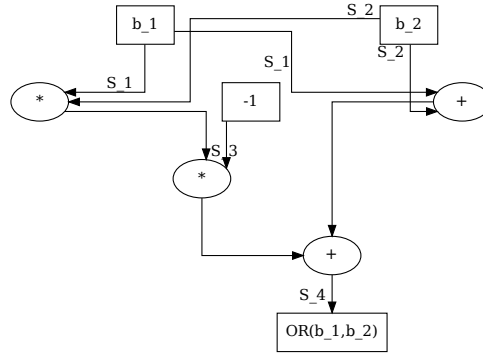 b_1
S_2
b_2
S_2
S_1
S_1
-1
*
+
S_3
*
+
S_4
OR(b_1,b_2)